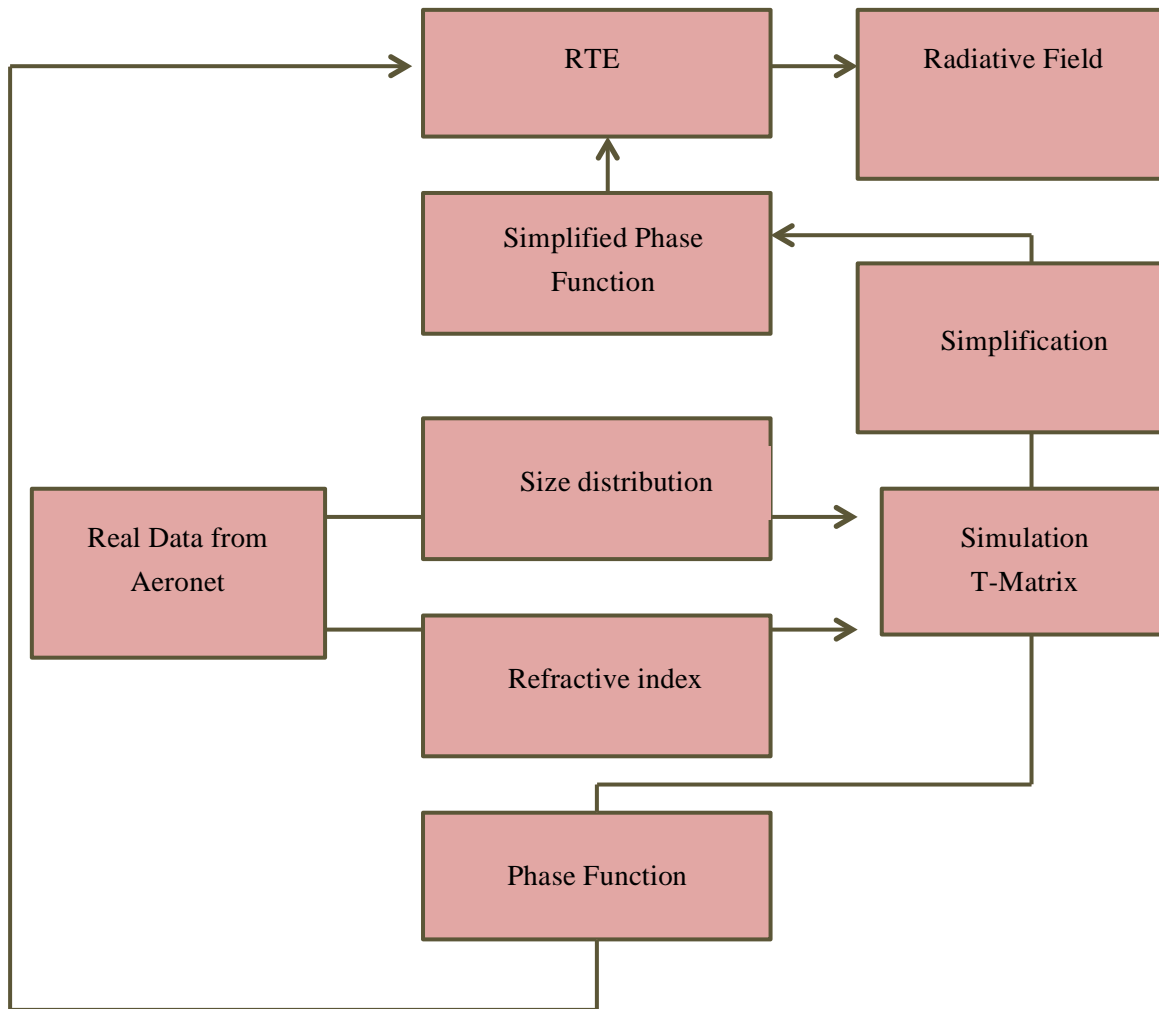 RTE
Radiative Field
Simplified Phase
Function
Simplification
Size distribution
Real Data from
Aeronet
Simulation
T-Matrix
Refractive index
Phase Function